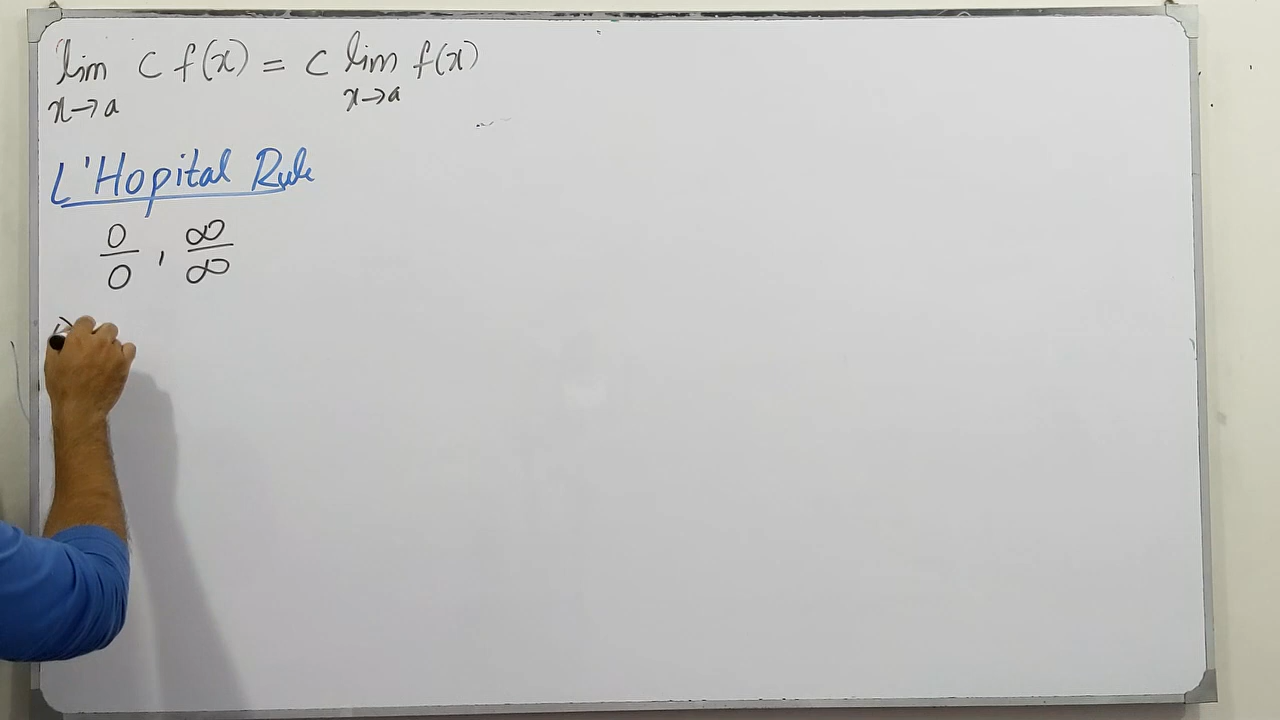 lim c f(x) = c lim f(x)
x→a x→a
L'Hopital Rule
0/0 , ∞/∞